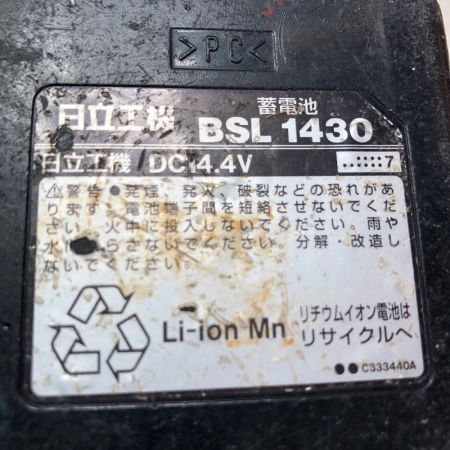 >PC<
日立工機
蓄電池
BSL 1430
日立工機 DC14.4V
..::::7
⚠警告●発煙、発火、破裂などの恐れがあ
ります。電池端子間を短絡させないでくだ
さい。火中に投入しないでください。雨や
水にぬらさないでください。分解・改造し
ないでください。
Li-ion Mn
リチウムイオン電池は
リサイクルへ
●● C333440A